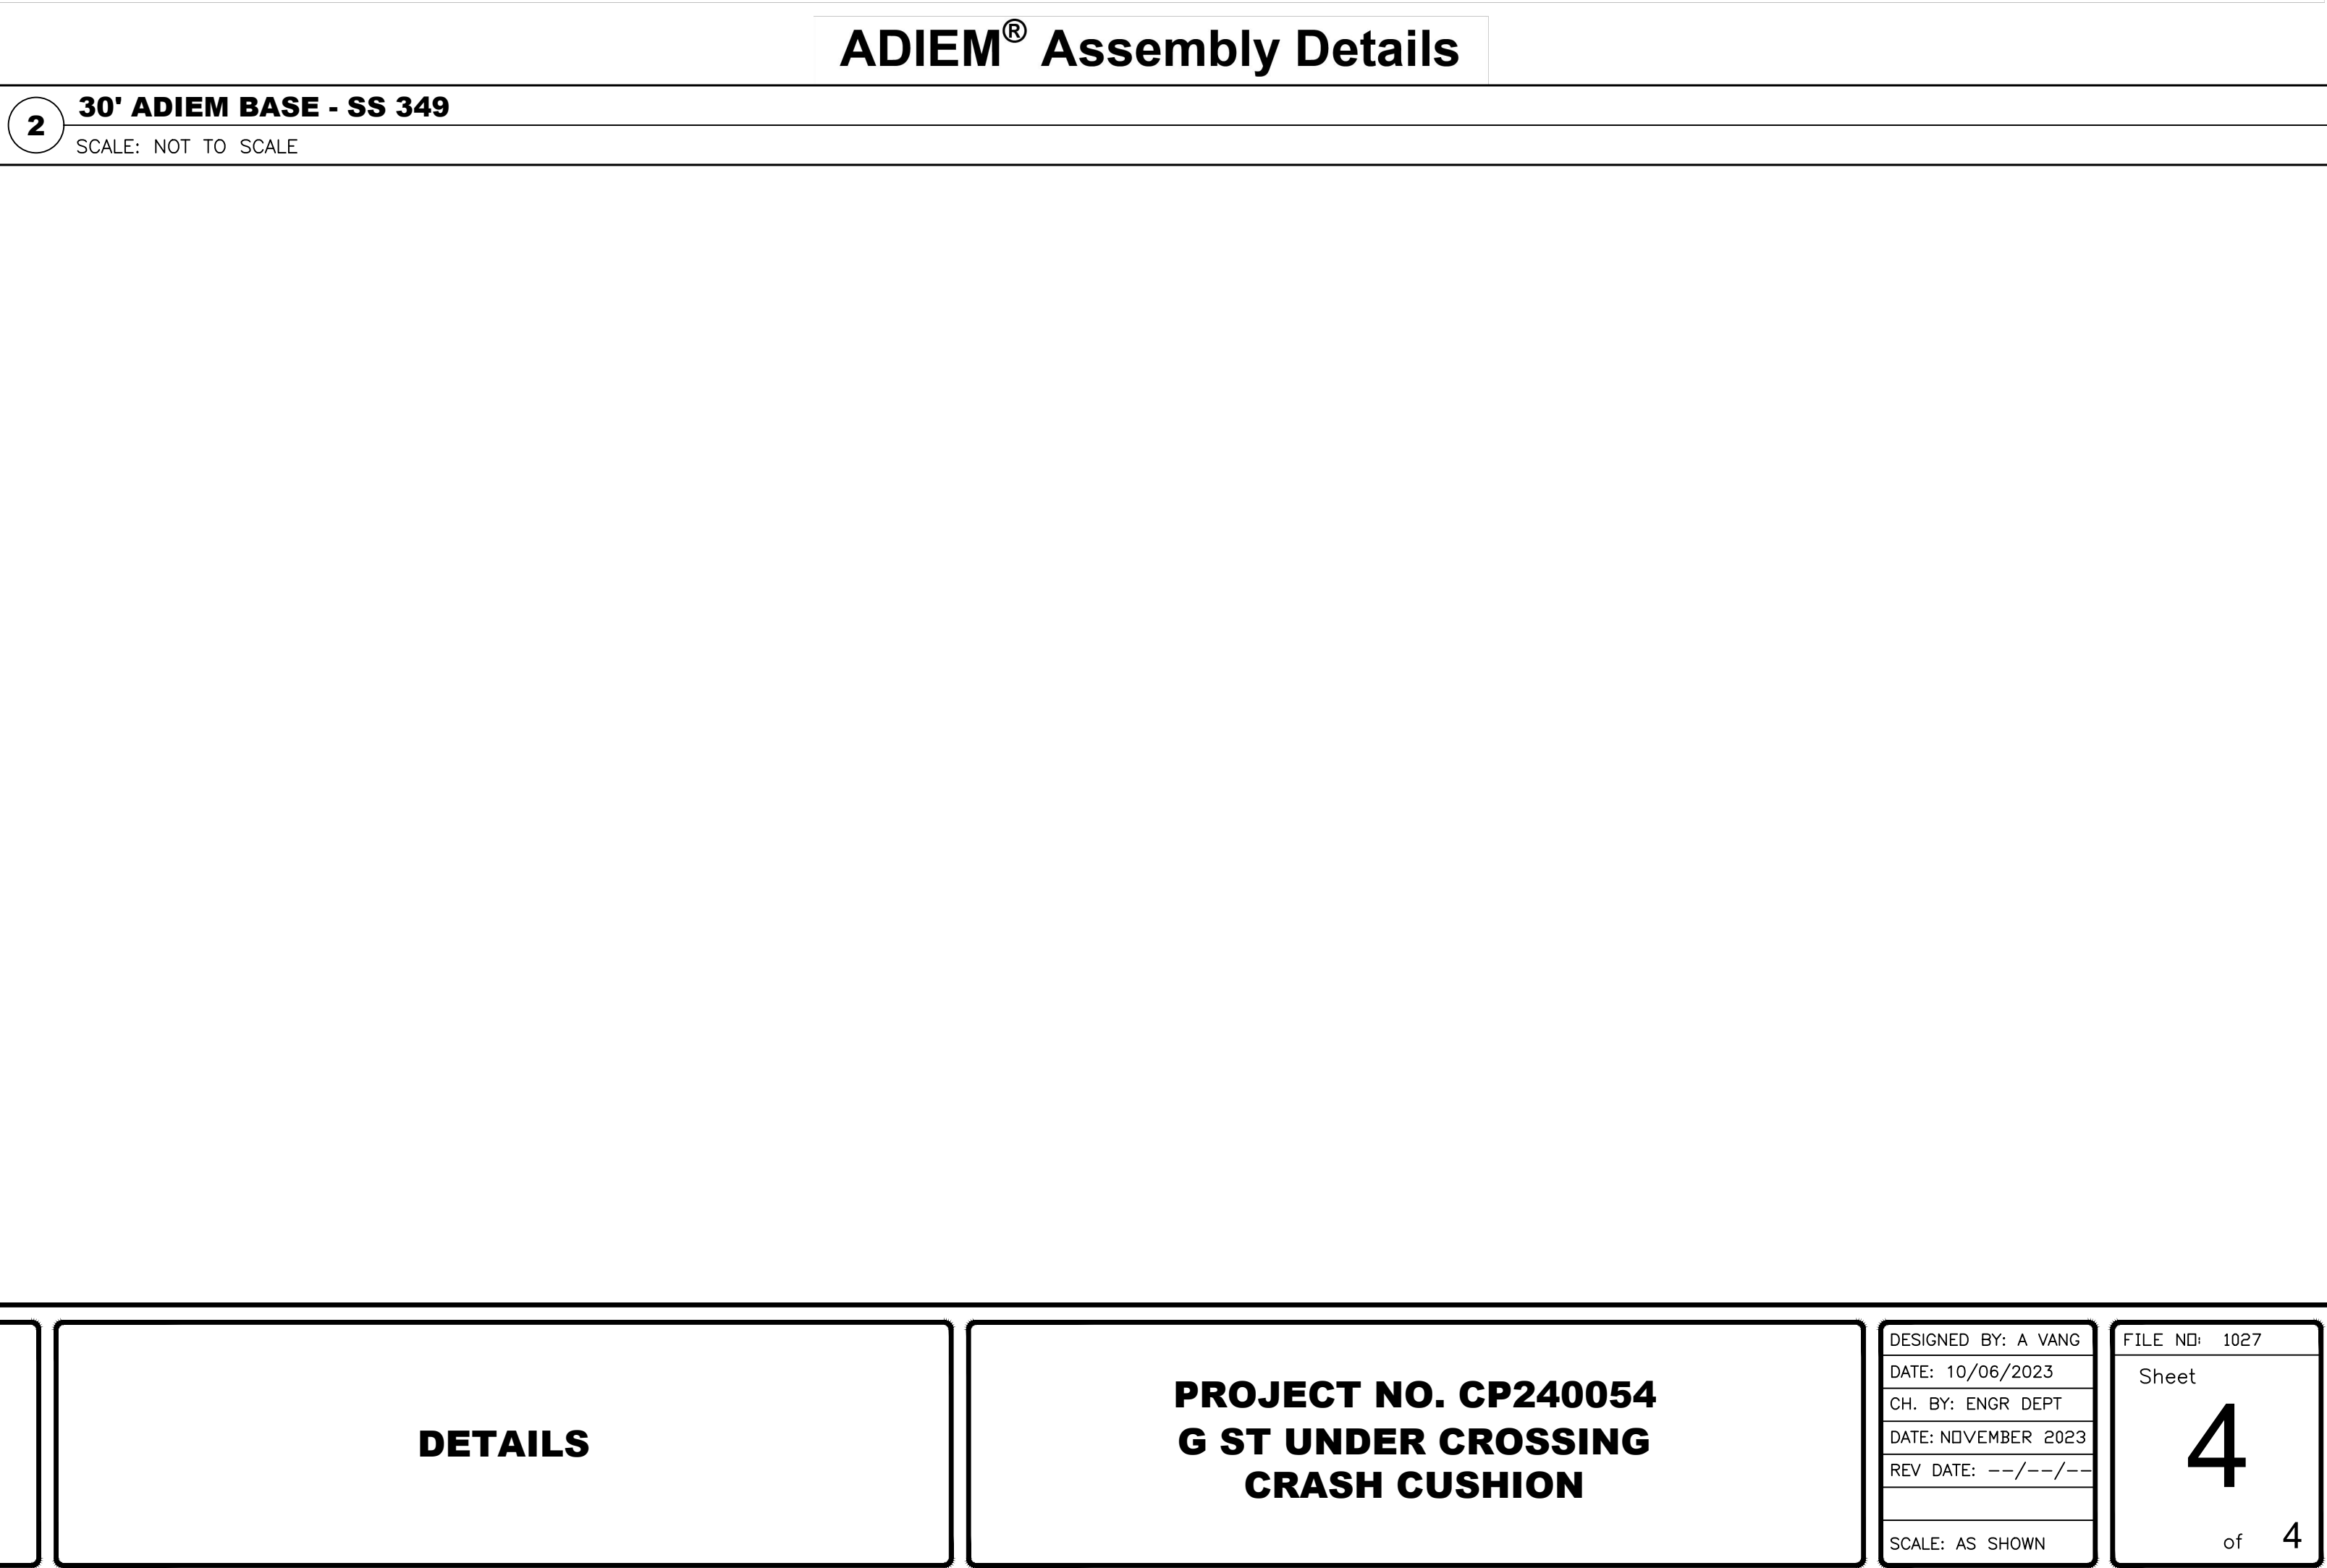 ADIEM® Assembly Details
2
30' ADIEM BASE - SS 349
SCALE: NOT TO SCALE
DETAILS
PROJECT NO. CP240054
G ST UNDER CROSSING
CRASH CUSHION
DESIGNED BY: A VANG
DATE: 10/06/2023
CH. BY: ENGR DEPT
DATE: NOVEMBER 2023
REV DATE: --/--/--
SCALE: AS SHOWN
FILE NO: 1027
Sheet
4
of 4